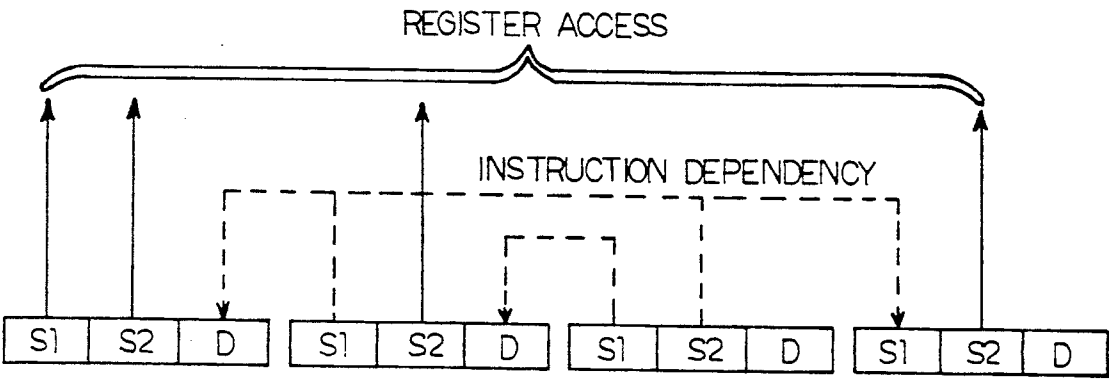 REGISTER ACCESS
INSTRUCTION DEPENDENCY
S1 S2 D S1 S2 D S1 S2 D S1 S2 D